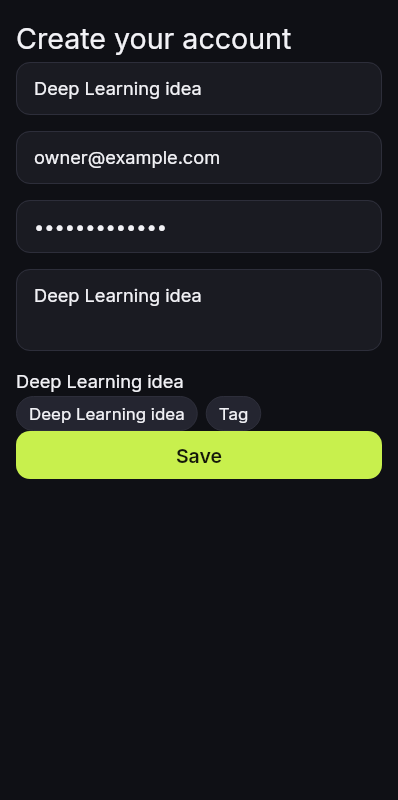 Create your account
Deep Learning idea
owner@example.com
•••••••••••••
Deep Learning idea
Deep Learning idea
Deep Learning idea Tag
Save